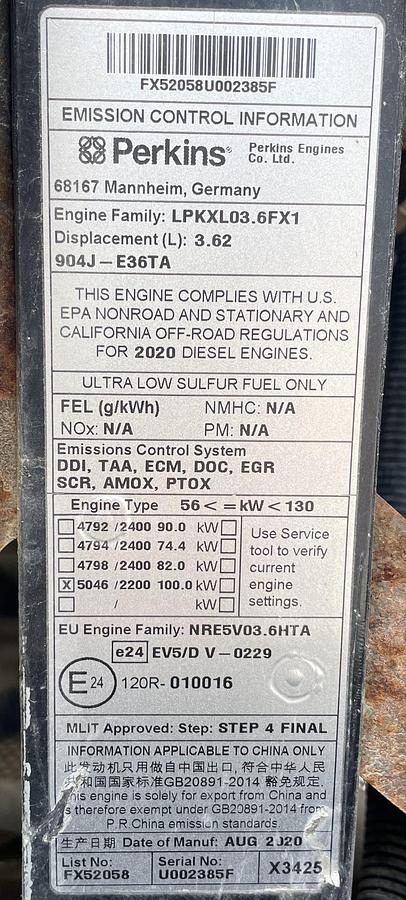 FX52058U002385F
EMISSION CONTROL INFORMATION
Perkins® Perkins Engines Co. Ltd.
68167 Mannheim, Germany
Engine Family: LPKXL03.6FX1
Displacement (L): 3.62
904J – E36TA
THIS ENGINE COMPLIES WITH U.S.
EPA NONROAD AND STATIONARY AND
CALIFORNIA OFF-ROAD REGULATIONS
FOR 2020 DIESEL ENGINES.
ULTRA LOW SULFUR FUEL ONLY
FEL (g/kWh) NMHC: N/A
NOx: N/A PM: N/A
Emissions Control System
DDI, TAA, ECM, DOC, EGR
SCR, AMOX, PTOX
Engine Type 56 < = kW < 130
4792 /2400 90.0 kW
4794 /2400 74.4 kW
4798 /2400 82.0 kW
X 5046 /2200 100.0 kW
/ kW
Use Service
tool to verify
current
engine
settings.
EU Engine Family: NRE5V03.6HTA
e24 EV5/D V – 0229
E 24 120R- 010016
MLIT Approved: Step: STEP 4 FINAL
INFORMATION APPLICABLE TO CHINA ONLY
此发动机只用做自中国出口, 符合中华人民
共和国国家标准GB20891-2014 豁免规定.
This engine is solely for export from China and
is therefore exempt under GB20891-2014 from
P.R.China emission standards.
生产日期 Date of Manuf: AUG 2020
List No: Serial No:
FX52058 U002385F X3425